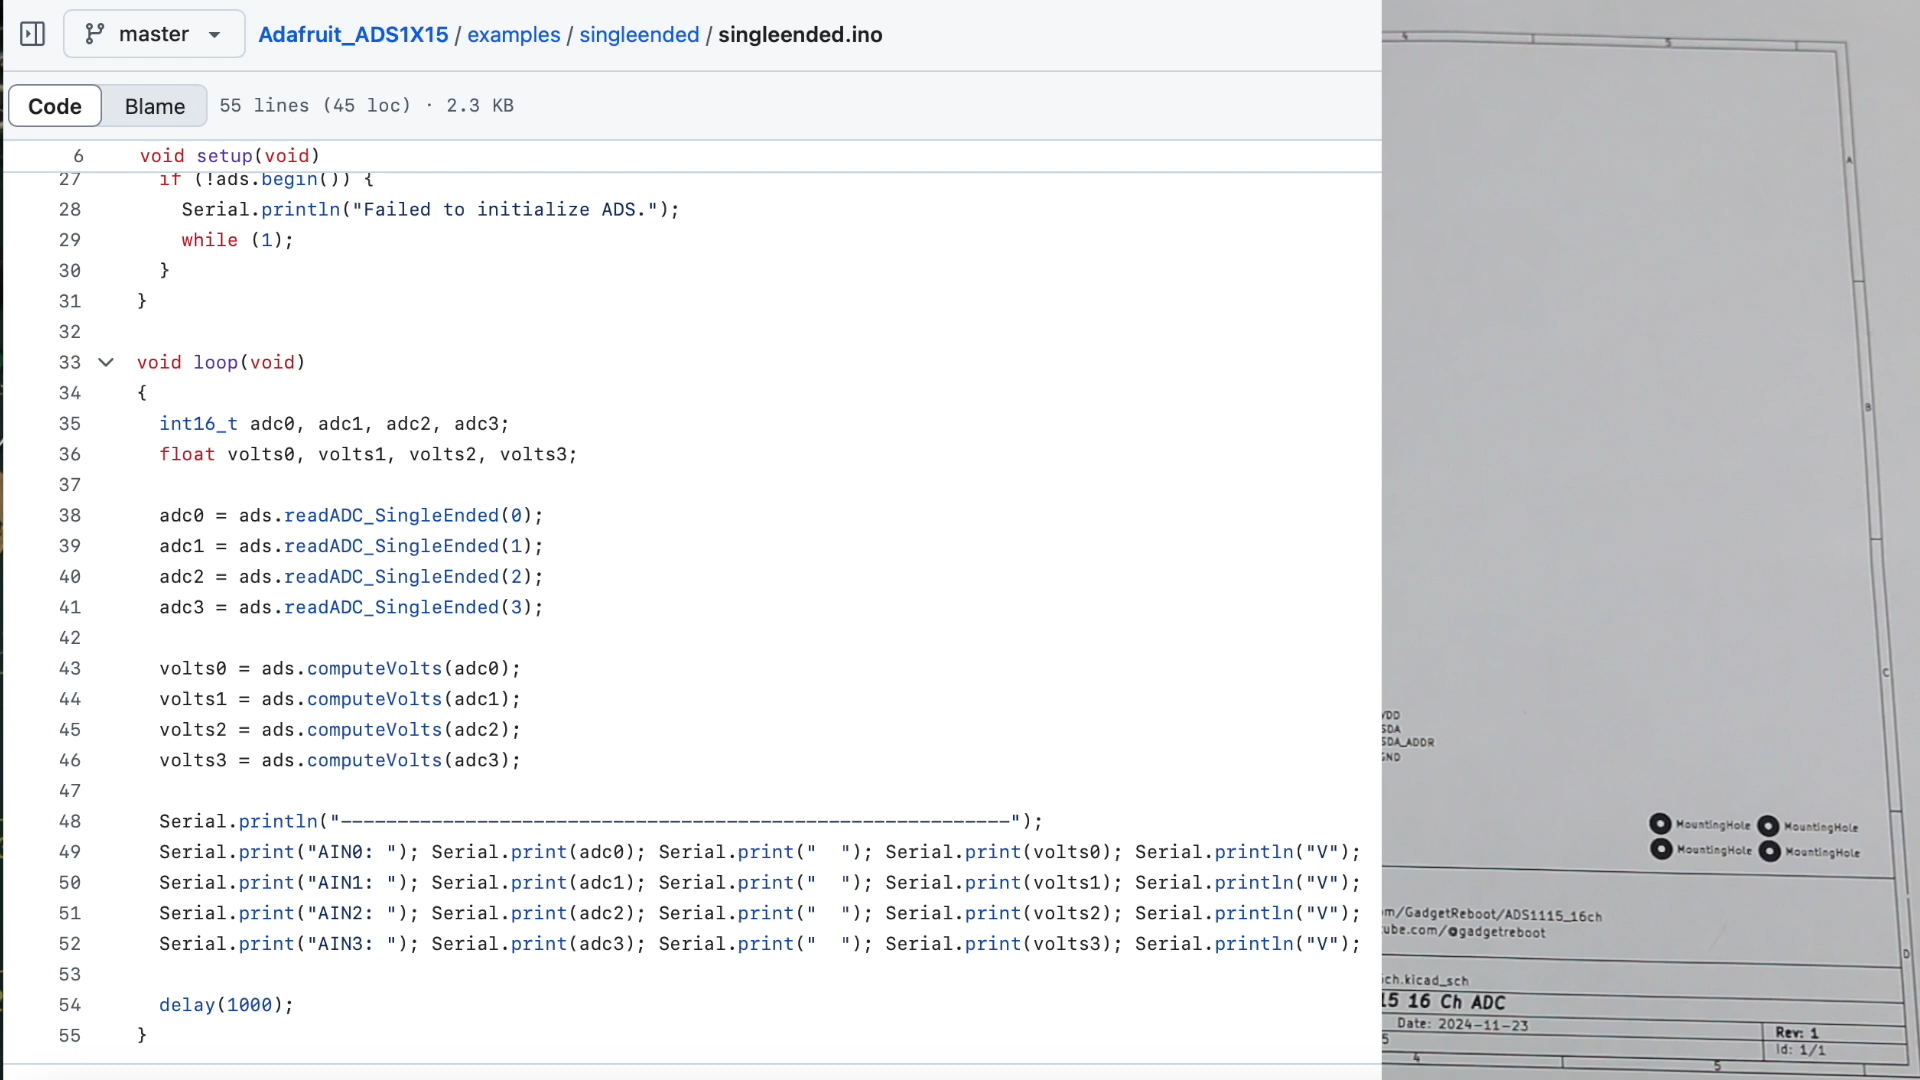 master
Adafruit_ADS1X15 / examples / singleended / singleended.ino
Code Blame 55 lines (45 loc) · 2.3 KB
6 void setup(void)
27 if (!ads.begin()) {
28 Serial.println("Failed to initialize ADS.");
29 while (1);
30 }
31 }
32
33 void loop(void)
34 {
35 int16_t adc0, adc1, adc2, adc3;
36 float volts0, volts1, volts2, volts3;
37
38 adc0 = ads.readADC_SingleEnded(0);
39 adc1 = ads.readADC_SingleEnded(1);
40 adc2 = ads.readADC_SingleEnded(2);
41 adc3 = ads.readADC_SingleEnded(3);
42
43 volts0 = ads.computeVolts(adc0);
44 volts1 = ads.computeVolts(adc1);
45 volts2 = ads.computeVolts(adc2);
46 volts3 = ads.computeVolts(adc3);
47
48 Serial.println("-----------------------------------------------------------");
49 Serial.print("AIN0: "); Serial.print(adc0); Serial.print("  "); Serial.print(volts0); Serial.println("V");
50 Serial.print("AIN1: "); Serial.print(adc1); Serial.print("  "); Serial.print(volts1); Serial.println("V");
51 Serial.print("AIN2: "); Serial.print(adc2); Serial.print("  "); Serial.print(volts2); Serial.println("V");
52 Serial.print("AIN3: "); Serial.print(adc3); Serial.print("  "); Serial.print(volts3); Serial.println("V");
53
54 delay(1000);
55 }
4 5
A
B
C
VDD
SDA
SDA_ADDR
GND
MountingHole MountingHole
MountingHole MountingHole
m/GadgetReboot/ADS1115_16ch
ube.com/@gadgetreboot
D
ch.kicad_sch
15 16 Ch ADC
Date: 2024-11-23
Rev: 1
5
Id: 1/1
4 5